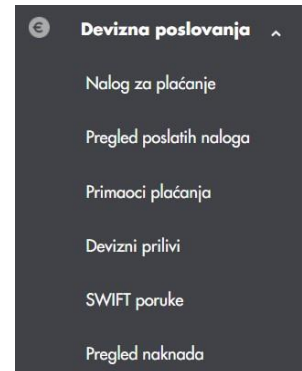 Devizna poslovanja
Nalog za plaćanje
Pregled poslatih naloga
Primaoci plaćanja
Devizni prilivi
SWIFT poruke
Pregled naknada